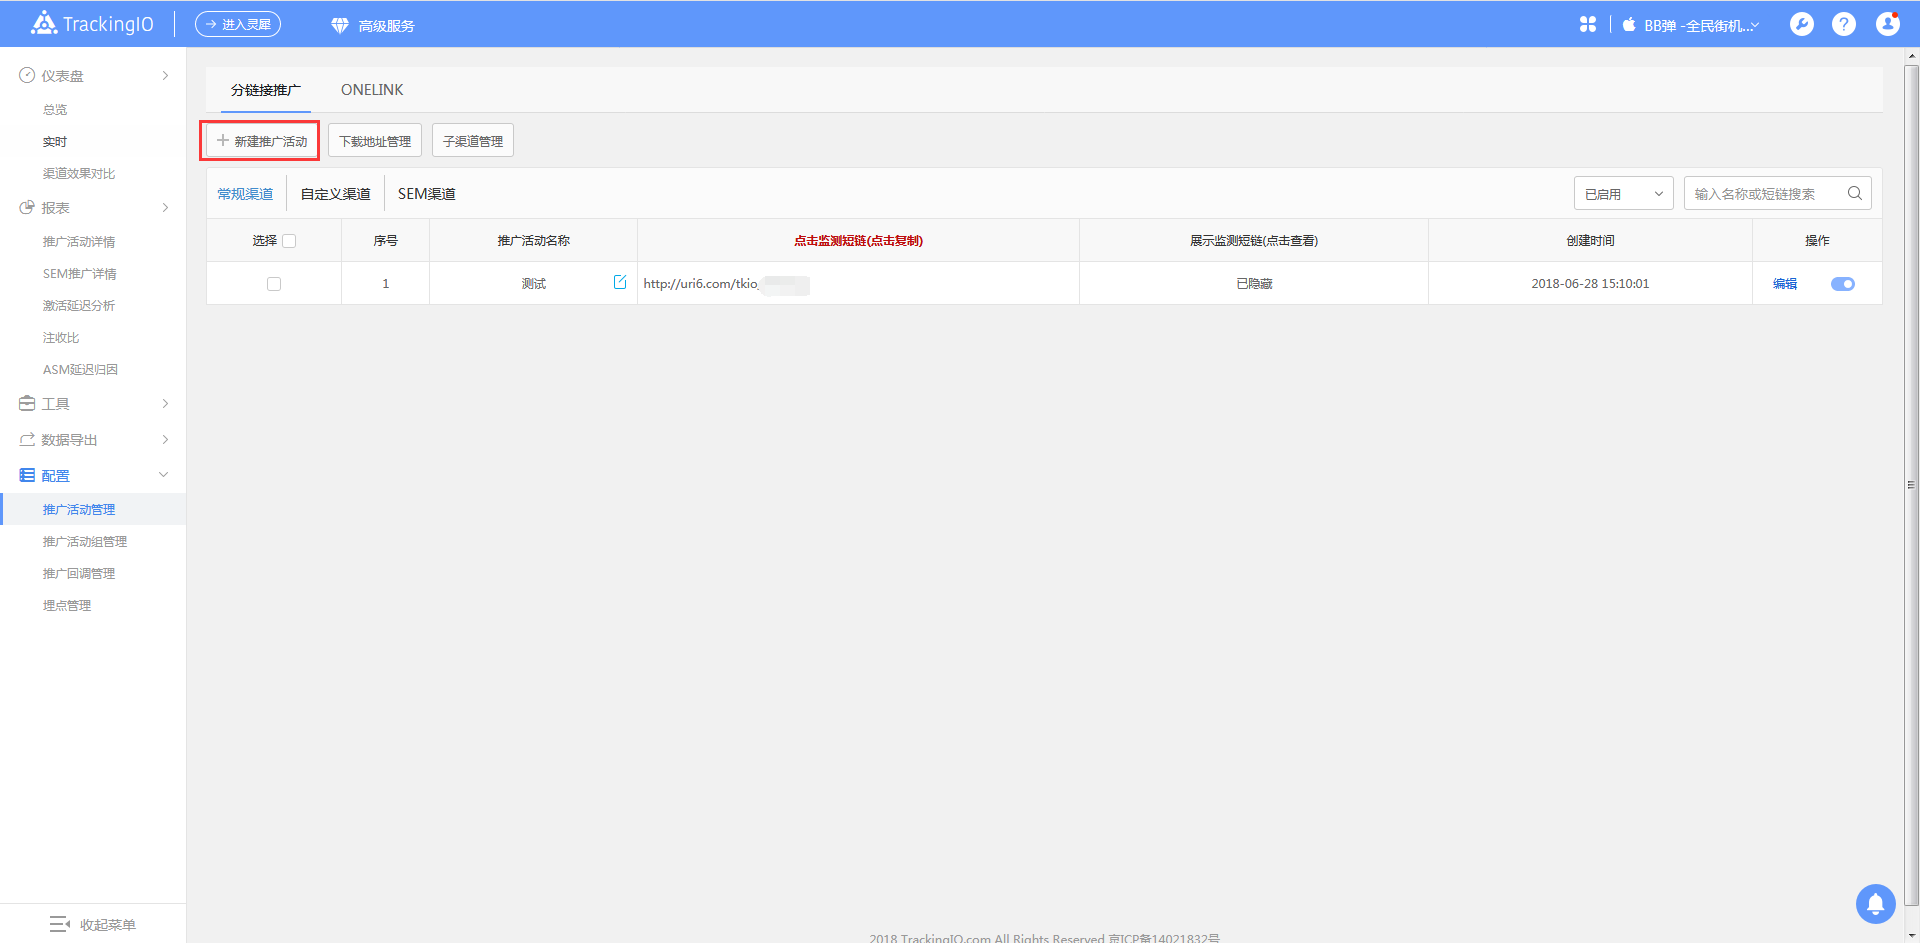 TrackingIO
进入灵犀
高级服务
BB弹 -全民街机...
仪表盘
总览
实时
渠道效果对比
报表
推广活动详情
SEM推广详情
激活延迟分析
注收比
ASM延迟归因
工具
数据导出
配置
推广活动管理
推广活动组管理
推广回调管理
埋点管理
收起菜单
分链接推广 ONELINK
新建推广活动 下载地址管理 子渠道管理
常规渠道 自定义渠道 SEM渠道 已启用 输入名称或短链搜索
选择 序号 推广活动名称 点击监测短链(点击复制) 展示监测短链(点击查看) 创建时间 操作
1 测试 http://uri6.com/tkio 已隐藏 2018-06-28 15:10:01 编辑
2018 TrackingIO.com All Rights Reserved 京ICP备14021832号